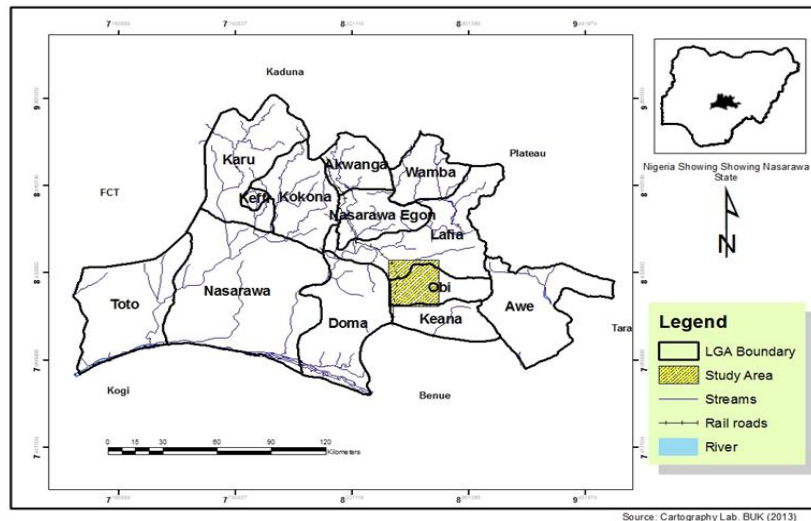 Kaduna
Plateau
FCT
Karu
Akwanga
Wamba
Keffi
Kokona
Nasarawa Egon
Lafia
Nasarawa
Toto
Doma
Obi
Keana
Awe
Tara
Kogi
Benue
0 15 30 60 90 120
Kilometers
Nigeria Showing Showing Nasarawa
State
N
Legend
LGA Boundary
Study Area
Streams
Rail roads
River
Source: Cartography Lab. BUK (2013)